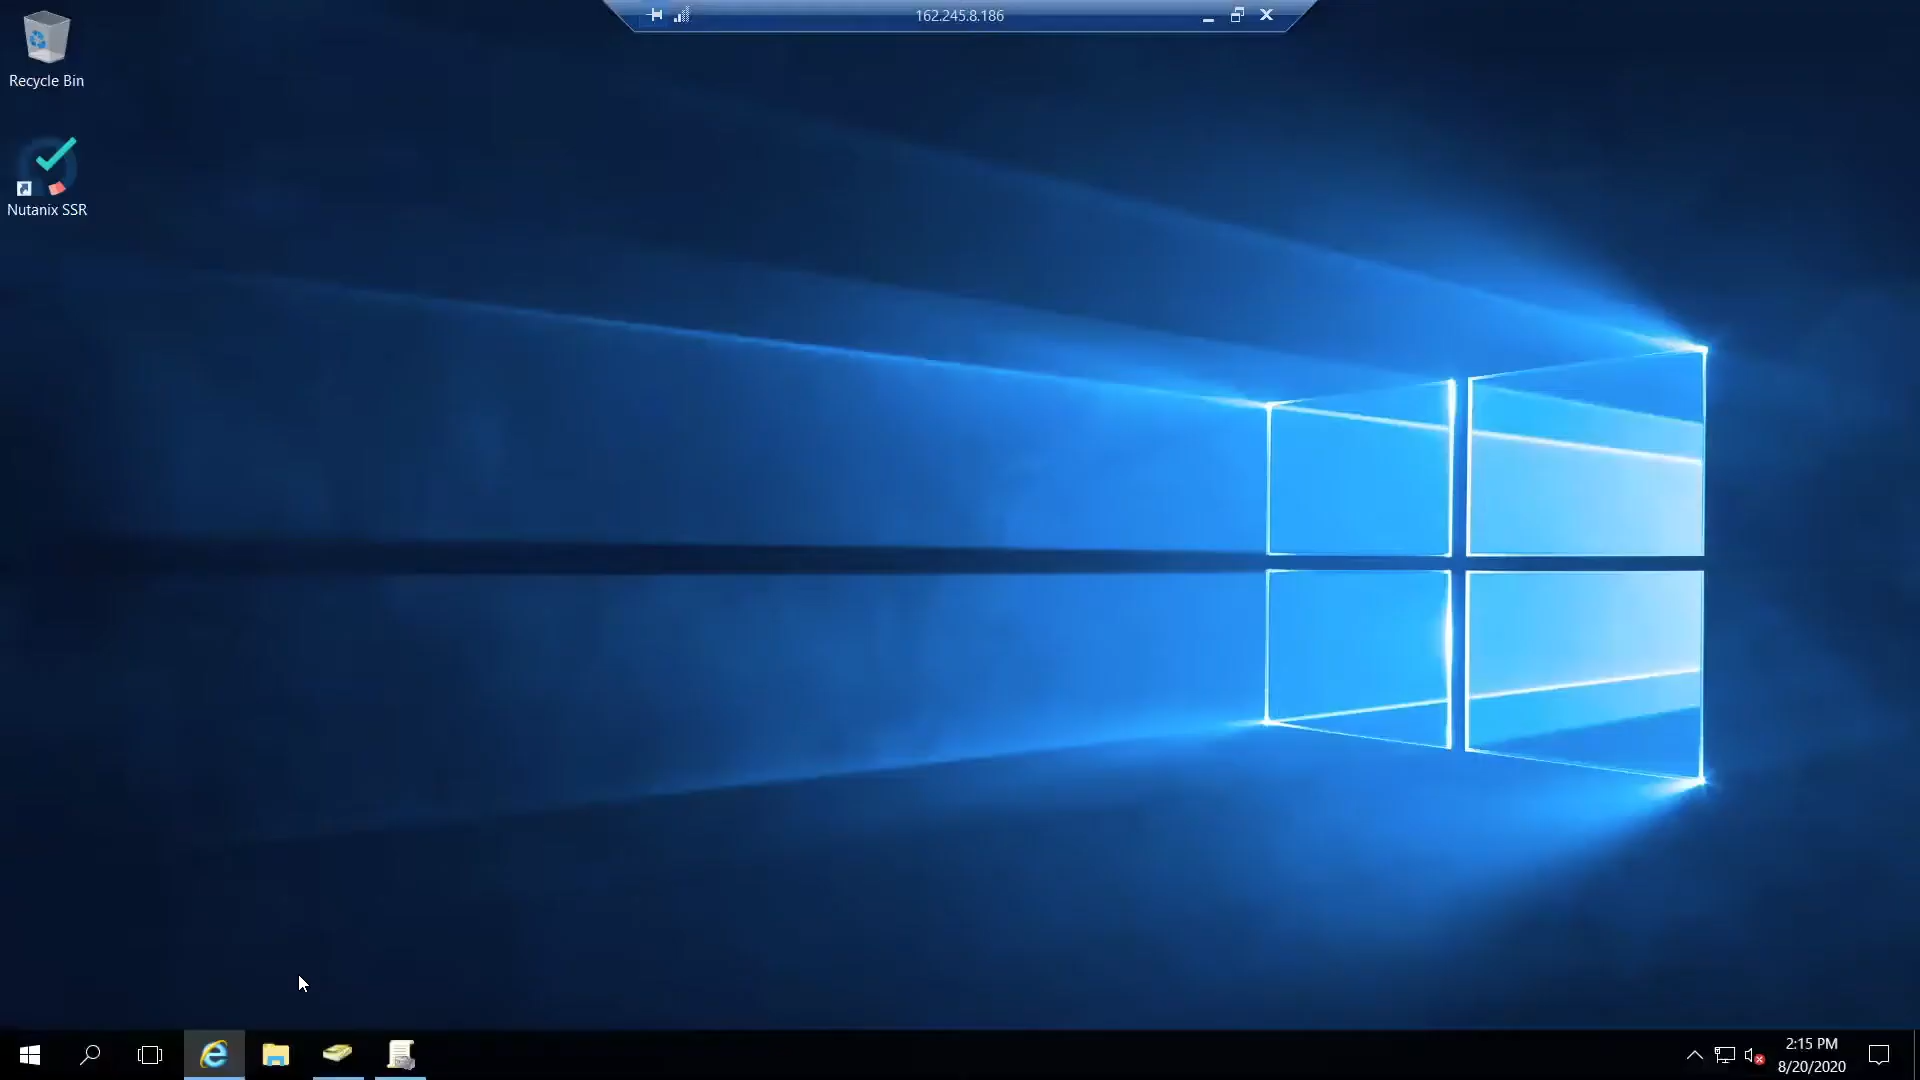 162.245.8.186
Recycle Bin
Nutanix SSR
2:15 PM
8/20/2020